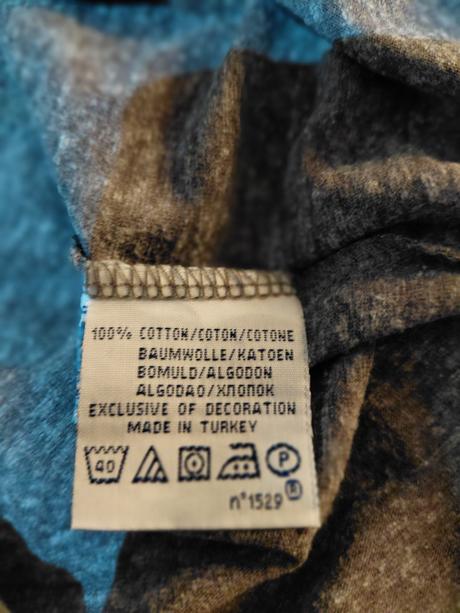 100% COTTON/COTON/COTONE
BAUMWOLLE/KATOEN
BOMULD/ALGODON
ALGODAO/ХЛОПОК
EXCLUSIVE OF DECORATION
MADE IN TURKEY
40 P
n°1529